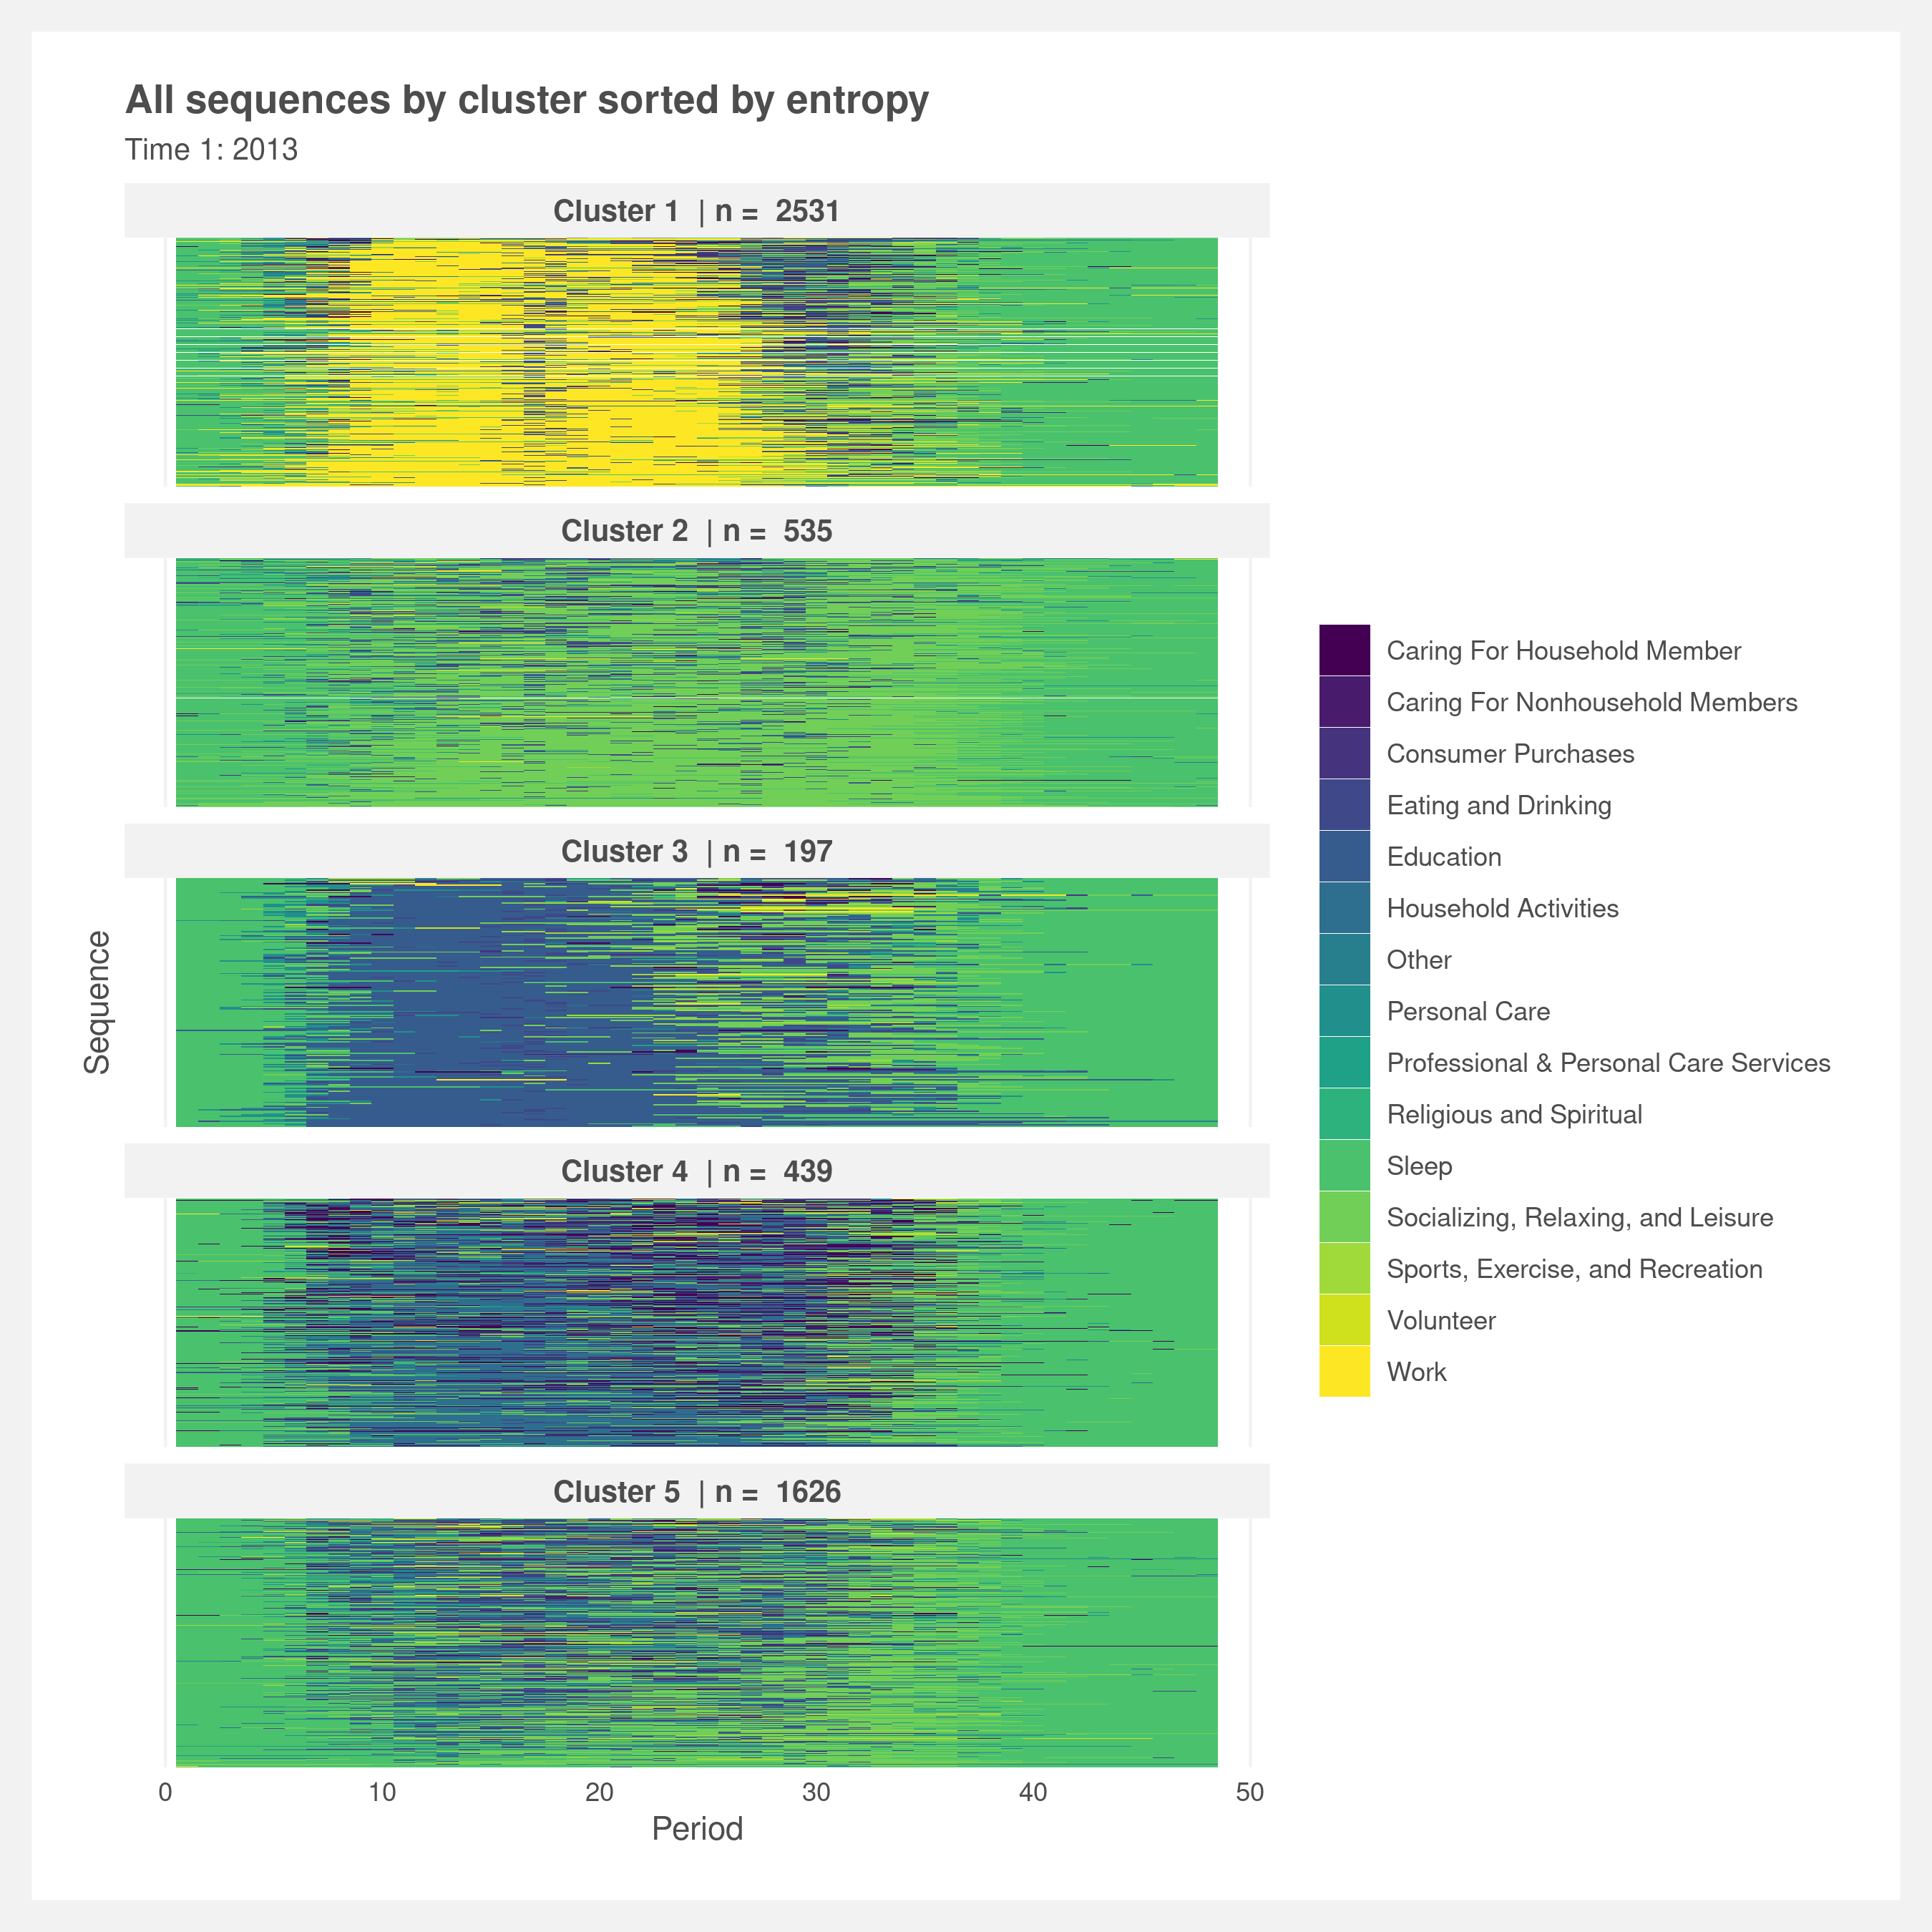 All sequences by cluster sorted by entropy
Time 1: 2013
Cluster 1 | n = 2531
Cluster 2 | n = 535
Cluster 3 | n = 197
Cluster 4 | n = 439
Cluster 5 | n = 1626
Sequence
0 10 20 30 40 50
Period
Caring For Household Member
Caring For Nonhousehold Members
Consumer Purchases
Eating and Drinking
Education
Household Activities
Other
Personal Care
Professional & Personal Care Services
Religious and Spiritual
Sleep
Socializing, Relaxing, and Leisure
Sports, Exercise, and Recreation
Volunteer
Work